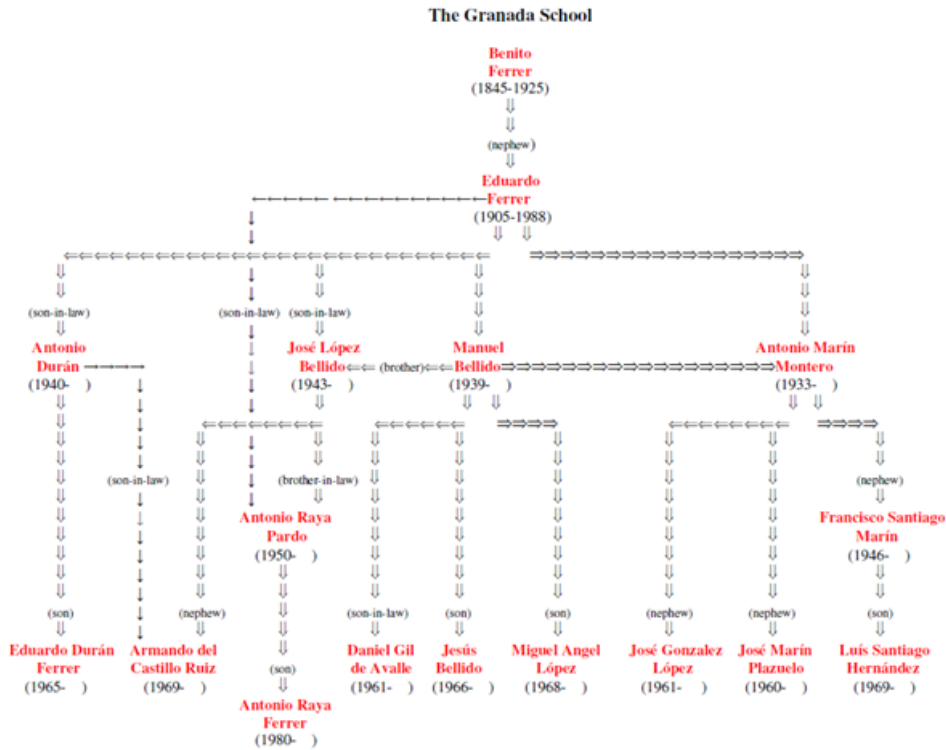 The Granada School
Benito
Ferrer
(1845-1925)
(nephew)
Eduardo
Ferrer
(1905-1988)
(son-in-law)
(son-in-law)
(son-in-law)
Antonio
Durán
(1940- )
José López
Bellido
(1943- )
(brother)
Manuel
Bellido
(1939- )
Antonio Marín
Montero
(1933- )
(son-in-law)
(brother-in-law)
(nephew)
Antonio Raya
Pardo
(1950- )
Francisco Santiago
Marín
(1946- )
(son)
(nephew)
(son-in-law)
(son)
(son)
(nephew)
(nephew)
(son)
Eduardo Durán
Ferrer
(1965- )
Armando del
Castillo Ruiz
(1969- )
Daniel Gil
de Avalle
(1961- )
Jesús
Bellido
(1966- )
Miguel Angel
López
(1968- )
José Gonzalez
López
(1961- )
José Marín
Plazuelo
(1960- )
Luís Santiago
Hernández
(1969- )
(son)
Antonio Raya
Ferrer
(1980- )